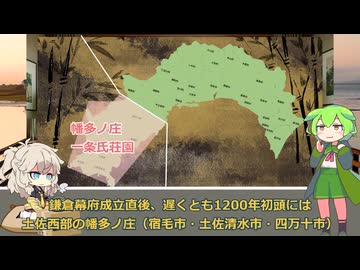 幡多ノ庄
一条氏荘園
鎌倉幕府成立直後、遅くとも1200年初頭には
土佐西部の幡多ノ庄（宿毛市・土佐清水市・四万十市）